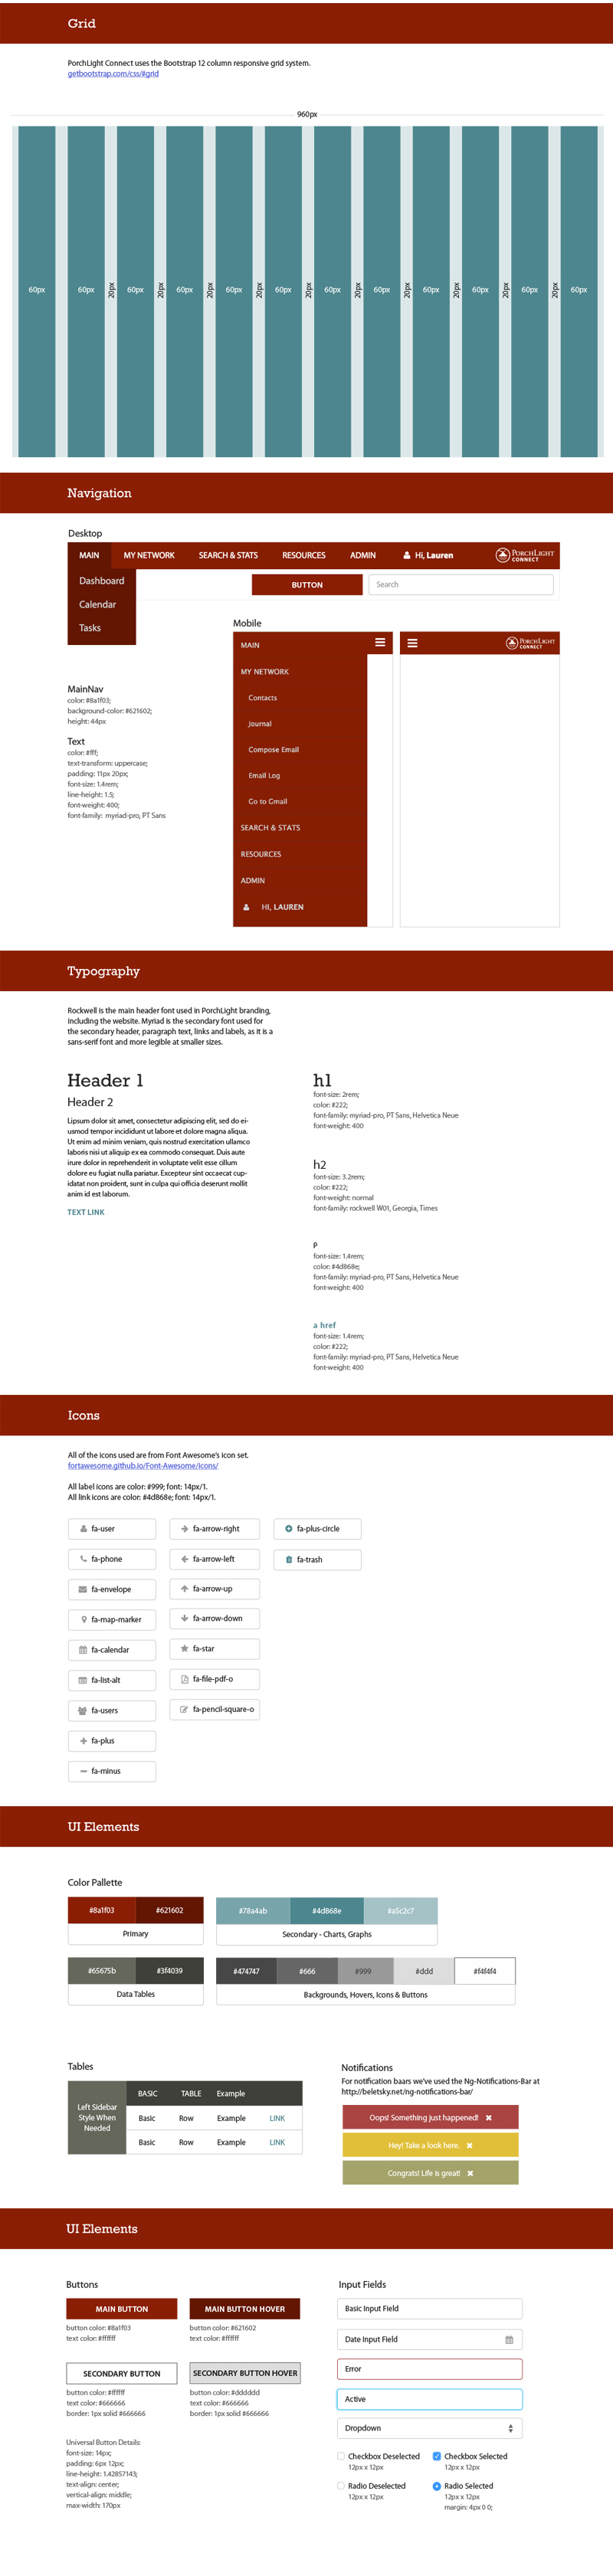 Grid
PorchLight Connect uses the Bootstrap 12 column responsive grid system.
getbootstrap.com/css/#grid
960px
60px 60px 20px 60px 20px 60px 20px 60px 20px 60px 20px 60px 20px 60px 20px 60px 20px 60px 20px 60px 20px 60px
Navigation
Desktop
MAIN MY NETWORK SEARCH & STATS RESOURCES ADMIN Hi, Lauren PORCHLIGHT CONNECT
Dashboard
Calendar
Tasks
BUTTON
Search
Mobile
MAIN
MY NETWORK
Contacts
Journal
Compose Email
Email Log
Go to Gmail
SEARCH & STATS
RESOURCES
ADMIN
HI, LAUREN
PORCHLIGHT
CONNECT
MainNav
color: #8a1f03;
background-color: #621602;
height: 44px
Text
color: #fff;
text-transform: uppercase;
padding: 11px 20px;
font-size: 1.4rem;
line-height: 1.5;
font-weight: 400;
font-family: myriad-pro, PT Sans
Typography
Rockwell is the main header font used in PorchLight branding,
including the website. Myriad is the secondary font used for
the secondary header, paragraph text, links and labels, as it is a
sans-serif font and more legible at smaller sizes.
Header 1
Header 2
Lipsum dolor sit amet, consectetur adipiscing elit, sed do ei-
usmod tempor incididunt ut labore et dolore magna aliqua.
Ut enim ad minim veniam, quis nostrud exercitation ullamco
laboris nisi ut aliquip ex ea commodo consequat. Duis aute
irure dolor in reprehenderit in voluptate velit esse cillum
dolore eu fugiat nulla pariatur. Excepteur sint occaecat cup-
idatat non proident, sunt in culpa qui officia deserunt mollit
anim id est laborum.
TEXT LINK
h1
font-size: 2rem;
color: #222;
font-family: myriad-pro, PT Sans, Helvetica Neue
font-weight: 400
h2
font-size: 3.2rem;
color: #222;
font-weight: normal
font-family: rockwell W01, Georgia, Times
p
font-size: 1.4rem;
color: #4d868e;
font-family: myriad-pro, PT Sans, Helvetica Neue
font-weight: 400
a href
font-size: 1.4rem;
color: #222;
font-family: myriad-pro, PT Sans, Helvetica Neue
font-weight: 400
Icons
All of the icons used are from Font Awesome's icon set.
fortawesome.github.io/Font-Awesome/icons/
All label icons are color: #999; font: 14px/1.
All link icons are color: #4d868e; font: 14px/1.
fa-user
fa-phone
fa-envelope
fa-map-marker
fa-calendar
fa-list-alt
fa-users
fa-plus
fa-minus
fa-arrow-right
fa-arrow-left
fa-arrow-up
fa-arrow-down
fa-star
fa-file-pdf-o
fa-pencil-square-o
fa-plus-circle
fa-trash
UI Elements
Color Pallette
#8a1f03 #621602
Primary
#78a4ab #4d868e #a5c2c7
Secondary - Charts, Graphs
#65675b #3f4039
Data Tables
#474747 #666 #999 #ddd #f4f4f4
Backgrounds, Hovers, Icons & Buttons
Tables
Left Sidebar
Style When
Needed
BASIC TABLE Example
Basic Row Example LINK
Basic Row Example LINK
Notifications
For notification baars we've used the Ng-Notifications-Bar at
http://beletsky.net/ng-notifications-bar/
Oops! Something just happened!
Hey! Take a look here.
Congrats! Life is great!
UI Elements
Buttons
MAIN BUTTON
button color: #8a1f03
text color: #ffffff
MAIN BUTTON HOVER
button color: #621602
text color: #ffffff
SECONDARY BUTTON
button color: #ffffff
text color: #666666
border: 1px solid #666666
SECONDARY BUTTON HOVER
button color: #dddddd
text color: #666666
border: 1px solid #666666
Universal Button Details:
font-size: 14px;
padding: 6px 12px;
line-height: 1.42857143;
text-align: center;
vertical-align: middle;
max-width: 170px
Input Fields
Basic Input Field
Date Input Field
Error
Active
Dropdown
Checkbox Deselected
12px x 12px
Checkbox Selected
12px x 12px
Radio Deselected
12px x 12px
Radio Selected
12px x 12px
margin: 4px 0 0;